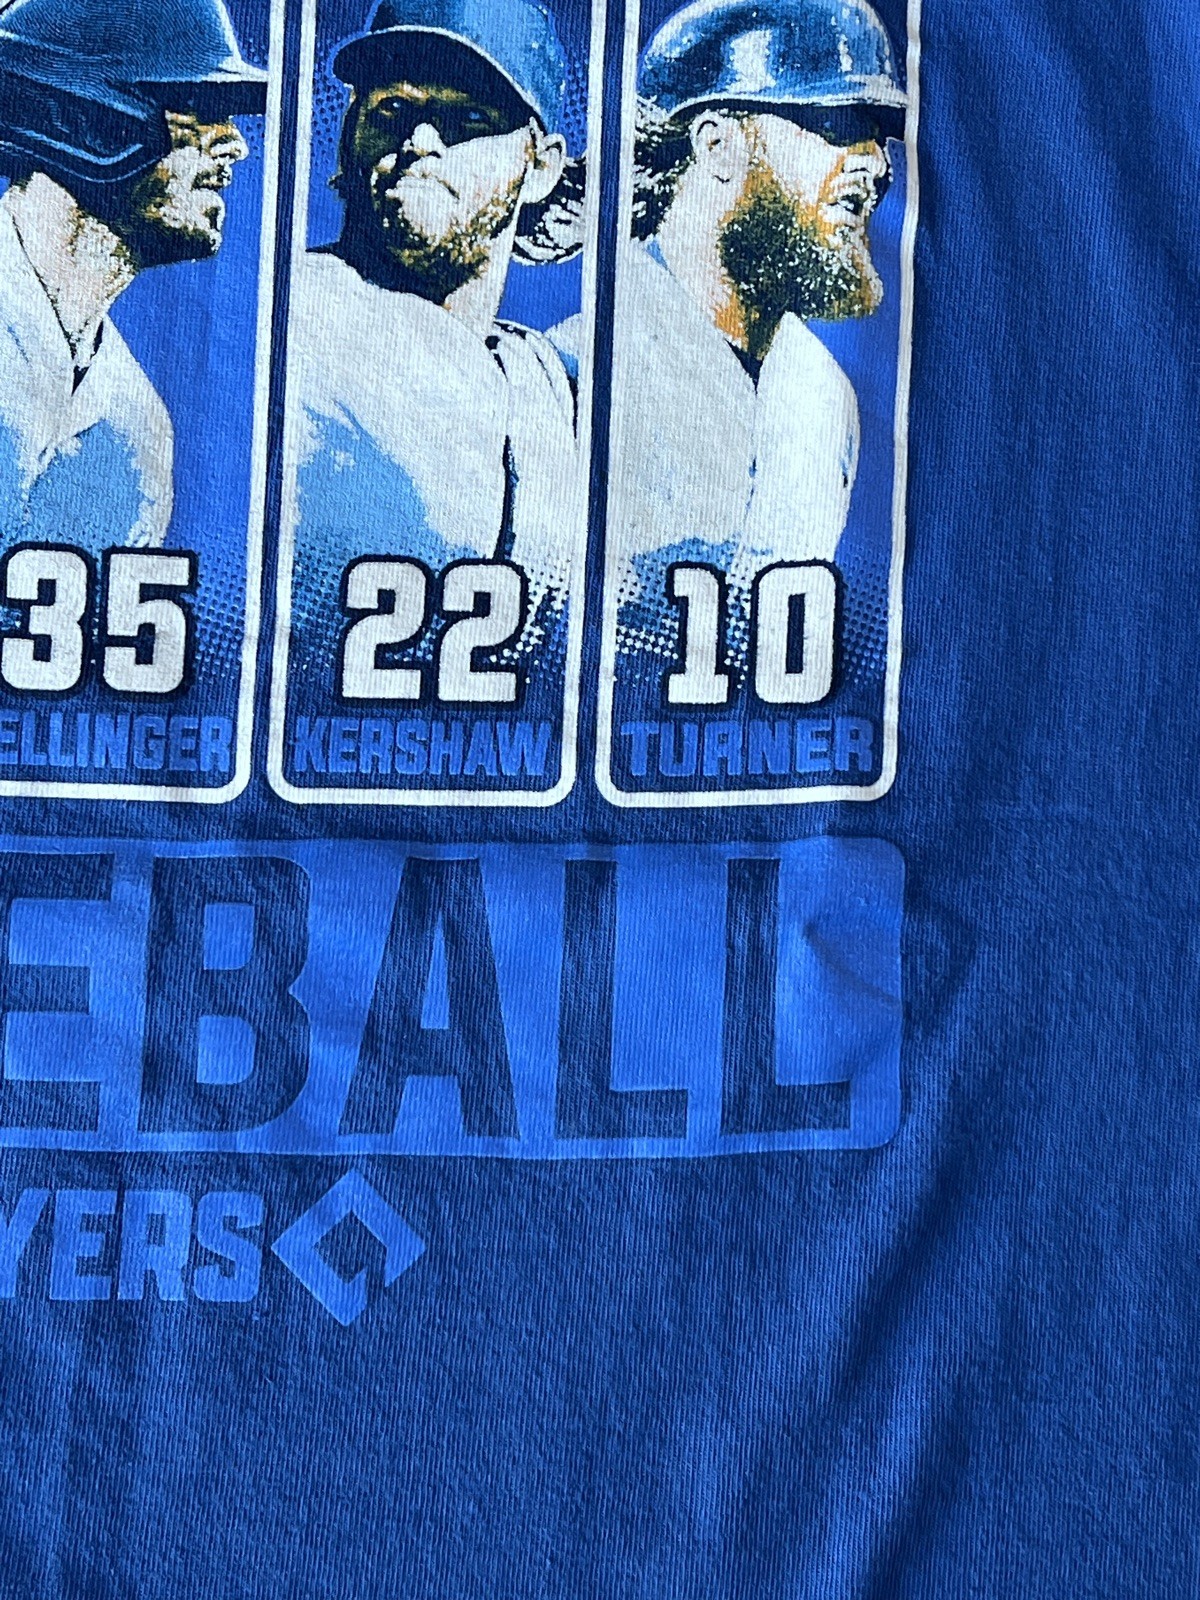 35 22 10
ELLINGER KERSHAW TURNER
EBALL
YERS